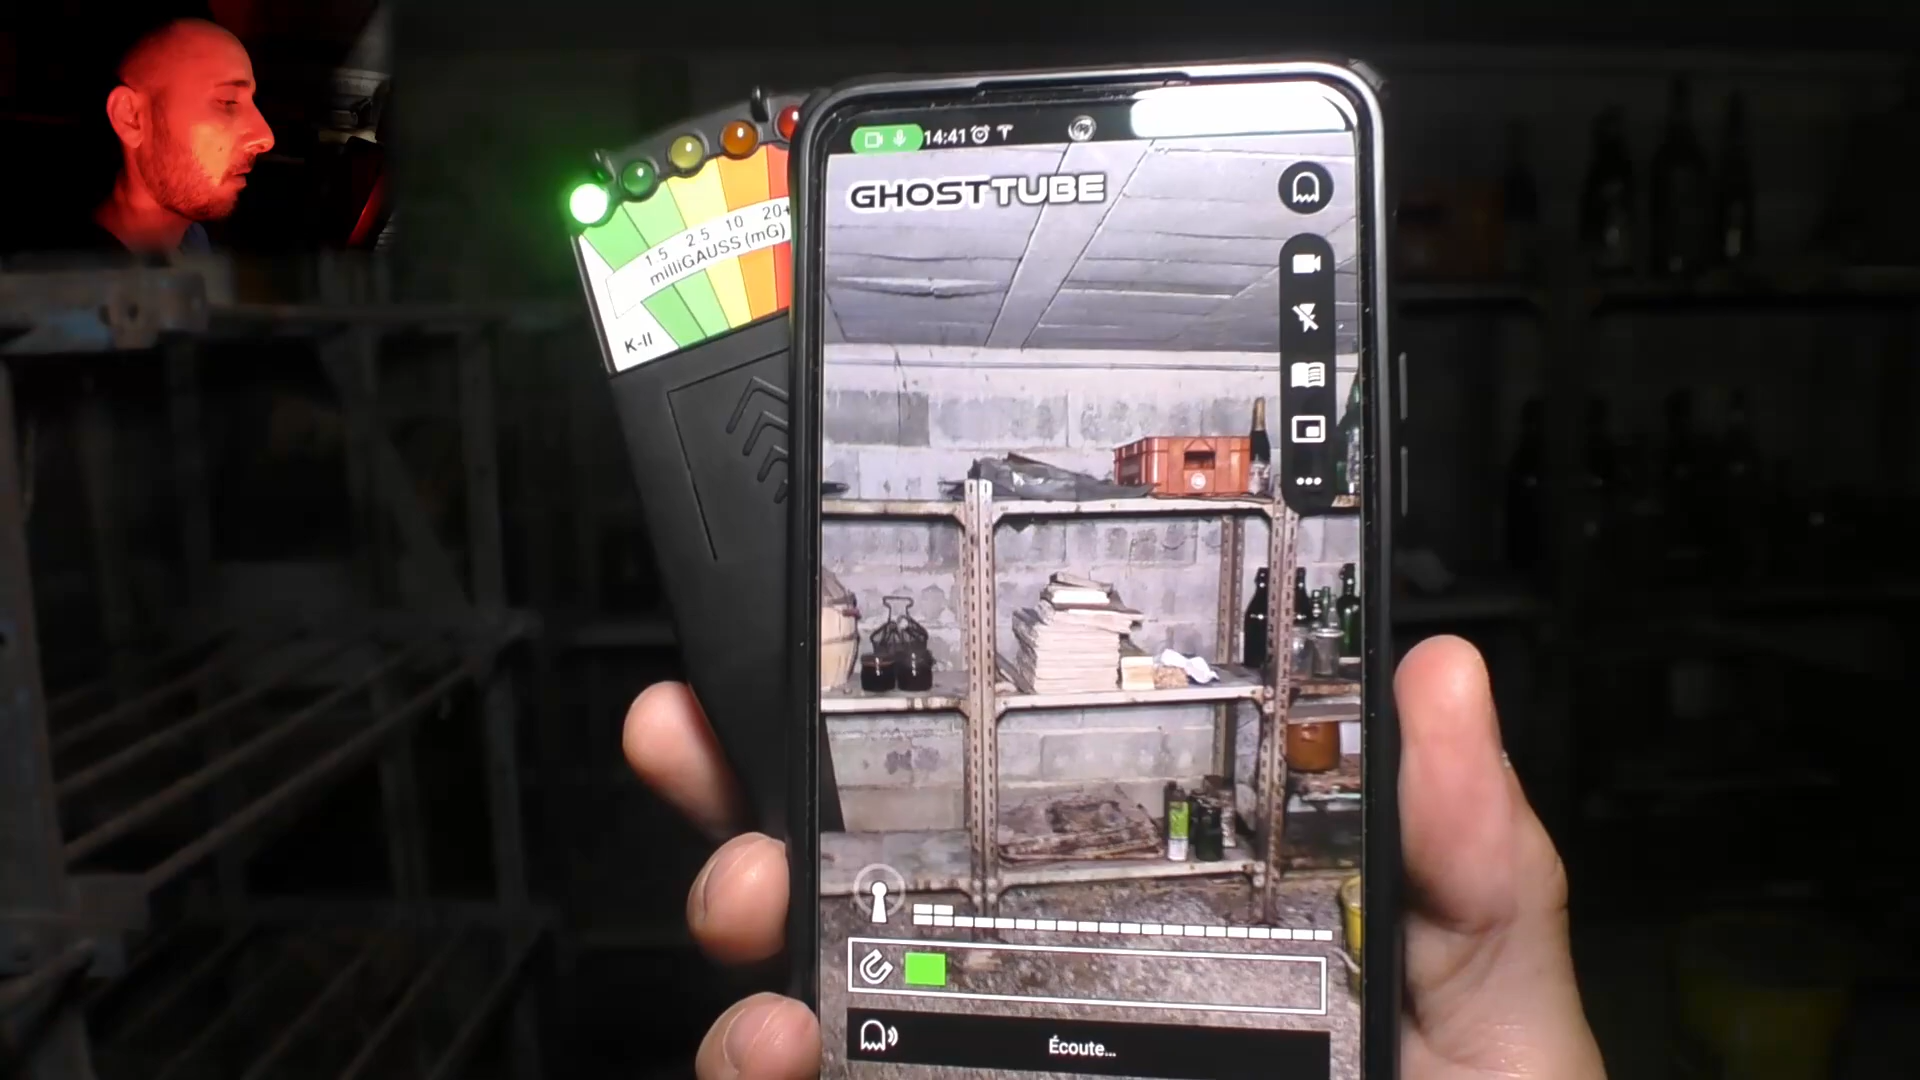 14:41
GHOSTTUBE
1.5 2.5 10 20+
milliGAUSS (mG)
K-II
Écoute...